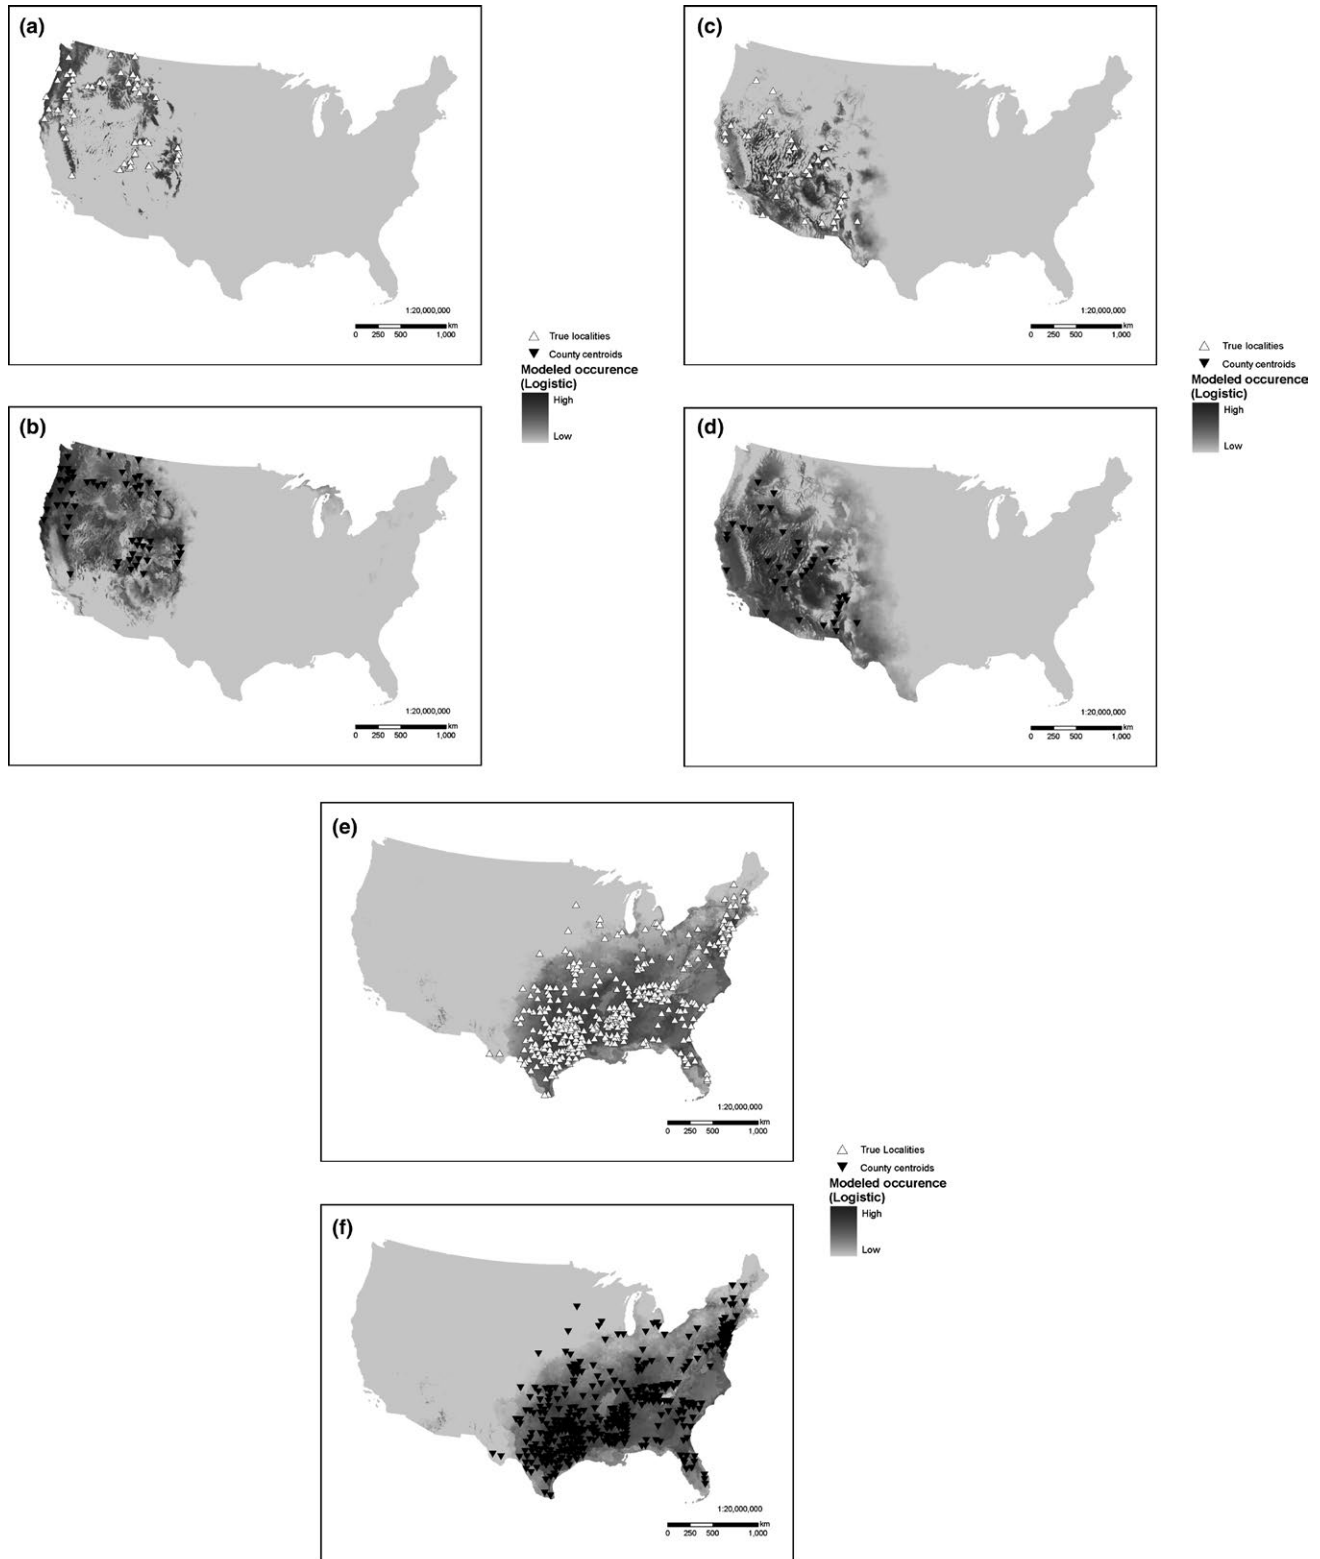 (a)
1:20,000,000
km
0 250 500 1,000
(b)
1:20,000,000
km
0 250 500 1,000
True localities
County centroids
Modeled occurence
(Logistic)
High
Low
(c)
1:20,000,000
km
0 250 500 1,000
(d)
1:20,000,000
km
0 250 500 1,000
True localities
County centroids
Modeled occurence
(Logistic)
High
Low
(e)
1:20,000,000
km
0 250 500 1,000
(f)
1:20,000,000
km
0 250 500 1,000
True Localities
County centroids
Modeled occurence
(Logistic)
High
Low